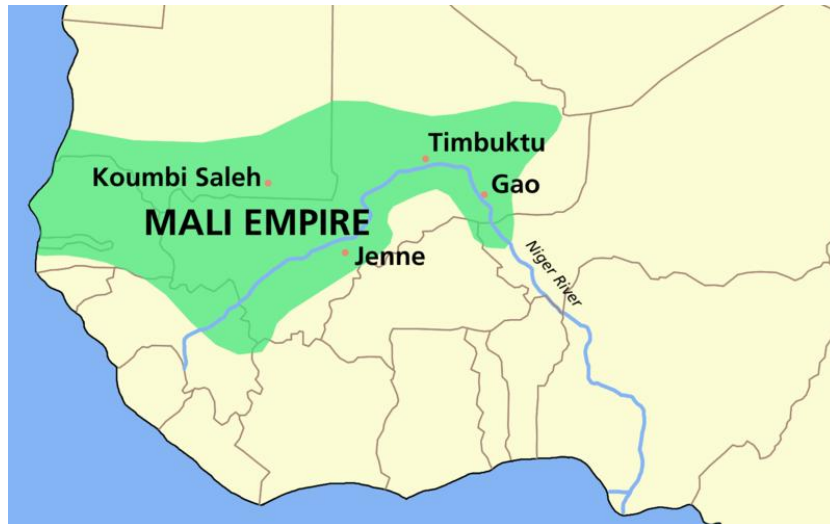 Timbuktu
Koumbi Saleh
Gao
MALI EMPIRE
Jenne
Niger River